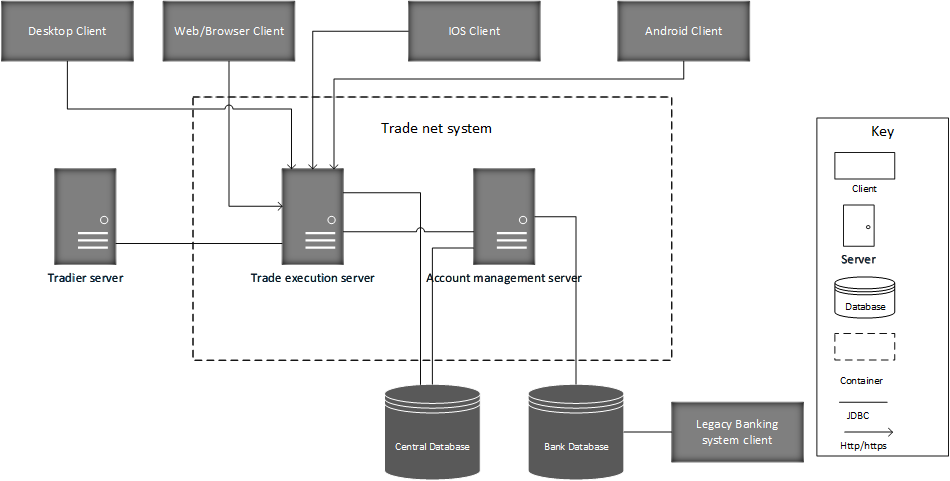 Desktop Client
Web/Browser Client
IOS Client
Android Client
Trade net system
Tradier server
Trade execution server
Account management server
Central Database
Bank Database
Legacy Banking
system client
Key
Client
Server
Database
Container
JDBC
Http/https